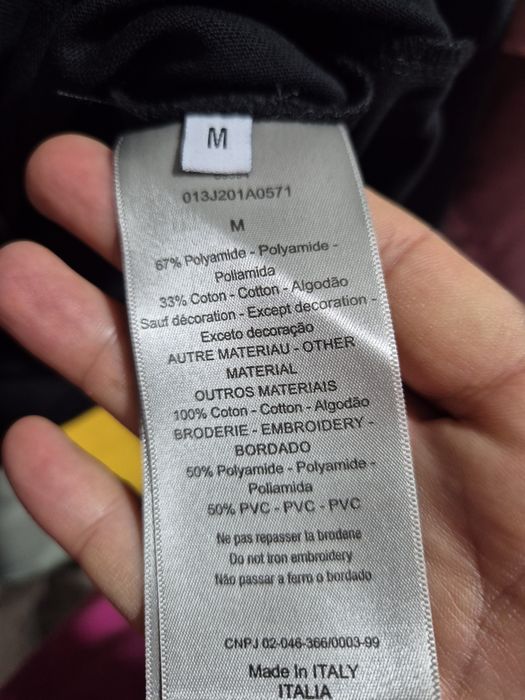 M
013J201A0571
M
67% Polyamide - Polyamide -
Poliamida
33% Coton - Cotton - Algodão
Sauf décoration - Except decoration -
Exceto decoração
AUTRE MATERIAU - OTHER
MATERIAL
OUTROS MATERIAIS
100% Coton - Cotton - Algodão
BRODERIE - EMBROIDERY -
BORDADO
50% Polyamide - Polyamide -
Poliamida
50% PVC - PVC - PVC
Ne pas repasser la broderie
Do not iron embroidery
Não passar a ferro o bordado
CNPJ 02-046-366/0003-99
Made In ITALY
ITALIA